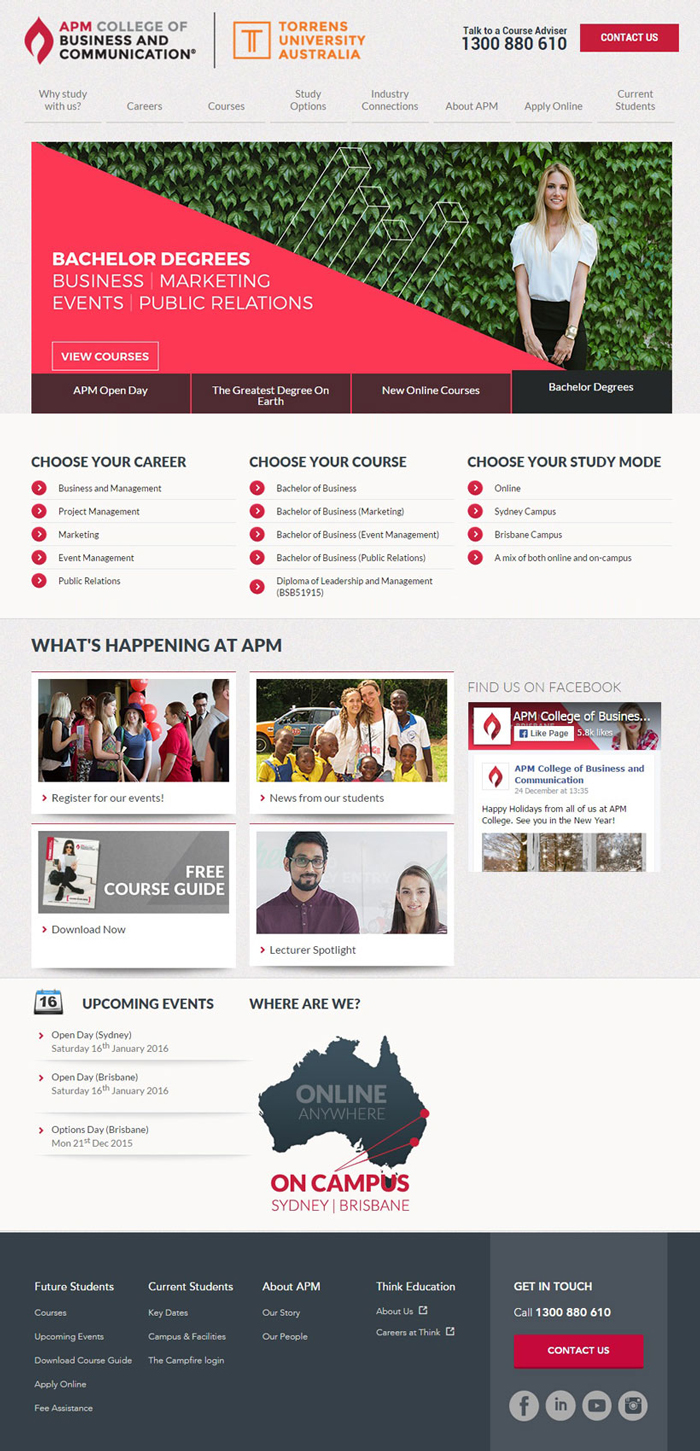 APM COLLEGE OF
BUSINESS AND
COMMUNICATION®
TORRENS
UNIVERSITY
AUSTRALIA
Talk to a Course Adviser
1300 880 610
CONTACT US
Why study
with us?
Careers
Courses
Study
Options
Industry
Connections
About APM
Apply Online
Current
Students
BACHELOR DEGREES
BUSINESS | MARKETING
EVENTS | PUBLIC RELATIONS
VIEW COURSES
APM Open Day
The Greatest Degree On
Earth
New Online Courses
Bachelor Degrees
CHOOSE YOUR CAREER
Business and Management
Project Management
Marketing
Event Management
Public Relations
CHOOSE YOUR COURSE
Bachelor of Business
Bachelor of Business (Marketing)
Bachelor of Business (Event Management)
Bachelor of Business (Public Relations)
Diploma of Leadership and Management
(BSB51915)
CHOOSE YOUR STUDY MODE
Online
Sydney Campus
Brisbane Campus
A mix of both online and on-campus
WHAT'S HAPPENING AT APM
Register for our events!
News from our students
FREE
COURSE GUIDE
Download Now
Lecturer Spotlight
FIND US ON FACEBOOK
APM College of Busines...
Like Page
5.8k likes
APM College of Business and
Communication
24 December at 13:35
Happy Holidays from all of us at APM
College. See you in the New Year!
16
UPCOMING EVENTS
Open Day (Sydney)
Saturday 16th January 2016
Open Day (Brisbane)
Saturday 16th January 2016
Options Day (Brisbane)
Mon 21st Dec 2015
WHERE ARE WE?
ONLINE
ANYWHERE
ON CAMPUS
SYDNEY | BRISBANE
Future Students
Courses
Upcoming Events
Download Course Guide
Apply Online
Fee Assistance
Current Students
Key Dates
Campus & Facilities
The Campfire login
About APM
Our Story
Our People
Think Education
About Us
Careers at Think
GET IN TOUCH
Call 1300 880 610
CONTACT US